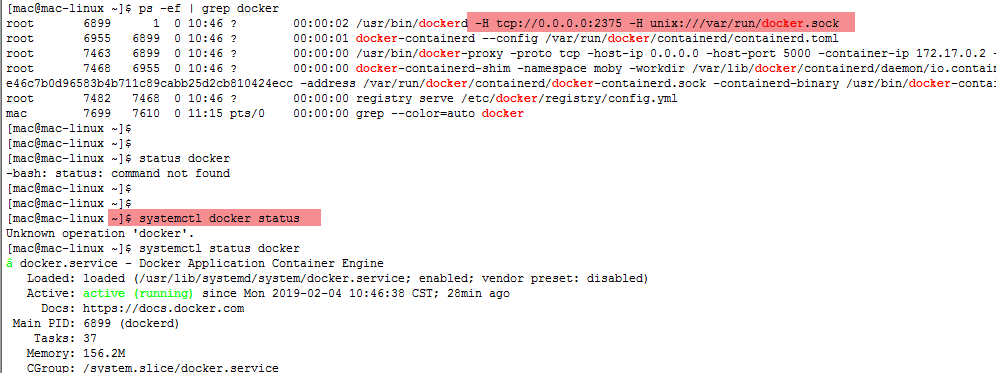 [mac@mac-linux ~]$ ps -ef | grep docker
root 6899 1 0 10:46 ? 00:00:02 /usr/bin/dockerd -H tcp://0.0.0.0:2375 -H unix:///var/run/docker.sock
root 6955 6899 0 10:46 ? 00:00:01 docker-containerd --config /var/run/docker/containerd/containerd.toml
root 7463 6899 0 10:46 ? 00:00:00 /usr/bin/docker-proxy -proto tcp -host-ip 0.0.0.0 -host-port 5000 -container-ip 172.17.0.2 -
root 7468 6955 0 10:46 ? 00:00:00 docker-containerd-shim -namespace moby -workdir /var/lib/docker/containerd/daemon/io.contain
e46c7b0d96583b4b711c89cabb25d2cb810424ecc -address /var/run/docker/containerd/docker-containerd.sock -containerd-binary /usr/bin/docker-conta
root 7482 7468 0 10:46 ? 00:00:00 registry serve /etc/docker/registry/config.yml
mac 7699 7610 0 11:15 pts/0 00:00:00 grep --color=auto docker
[mac@mac-linux ~]$
[mac@mac-linux ~]$
[mac@mac-linux ~]$ status docker
-bash: status: command not found
[mac@mac-linux ~]$
[mac@mac-linux ~]$
[mac@mac-linux ~]$ systemctl docker status
Unknown operation 'docker'.
[mac@mac-linux ~]$ systemctl status docker
â docker.service - Docker Application Container Engine
Loaded: loaded (/usr/lib/systemd/system/docker.service; enabled; vendor preset: disabled)
Active: active (running) since Mon 2019-02-04 10:46:38 CST; 28min ago
Docs: https://docs.docker.com
Main PID: 6899 (dockerd)
Tasks: 37
Memory: 156.2M
CGroup: /system.slice/docker.service